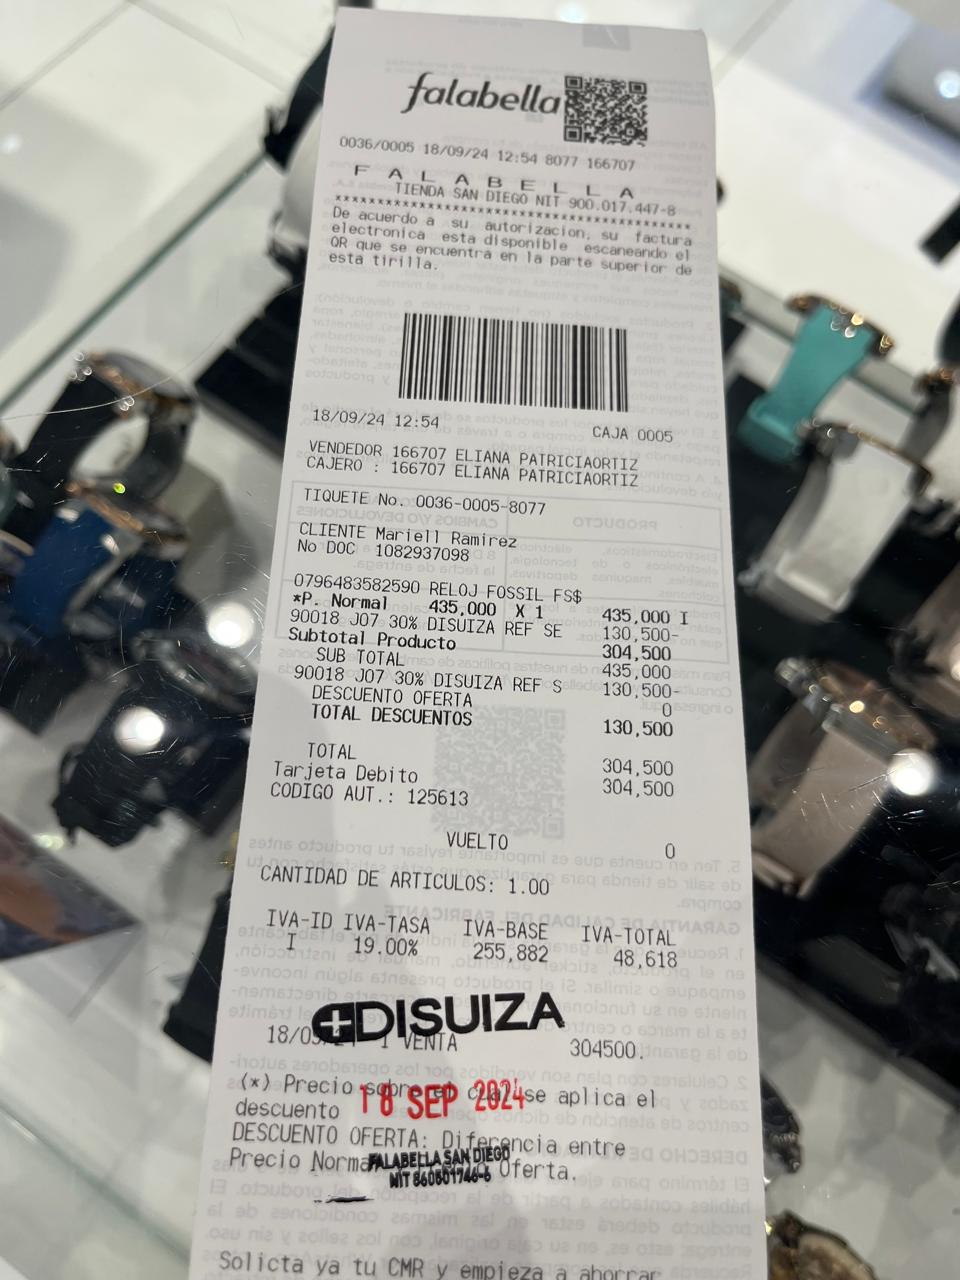 falabella
0036/0005 18/09/24 12:54 8077 166707
F A L A B E L L A
TIENDA SAN DIEGO NIT 900.017.447-8
****************************************
De acuerdo a su autorizacion, su factura
electronica esta disponible escaneando el
QR que se encuentra en la parte superior de
esta tirilla.
18/09/24 12:54 CAJA 0005
VENDEDOR 166707 ELIANA PATRICIAORTIZ
CAJERO : 166707 ELIANA PATRICIAORTIZ
TIQUETE No. 0036-0005-8077
CLIENTE Mariell Ramirez
No DOC 1082937098
0796483582590 RELOJ FOSSIL FS$
*P. Normal 435,000 X 1 435,000 I
90018 J07 30% DISUIZA REF SE 130,500-
Subtotal Producto 304,500
SUB TOTAL 435,000
90018 J07 30% DISUIZA REF S 130,500-
DESCUENTO OFERTA 0
TOTAL DESCUENTOS 130,500
TOTAL 304,500
Tarjeta Debito 304,500
CODIGO AUT.: 125613
VUELTO 0
CANTIDAD DE ARTICULOS: 1.00
IVA-ID IVA-TASA IVA-BASE IVA-TOTAL
I 19.00% 255,882 48,618
DISUIZA
1 VENTA 304500.
(*) Precio sobre el cual se aplica el
18 SEP 2024
descuento
DESCUENTO OFERTA: Diferencia entre
Precio Normal Oferta.
FALABELLA SAN DIEGO
NIT 860501746-6
Solicta ya tu CMR y empieza a ahorrar